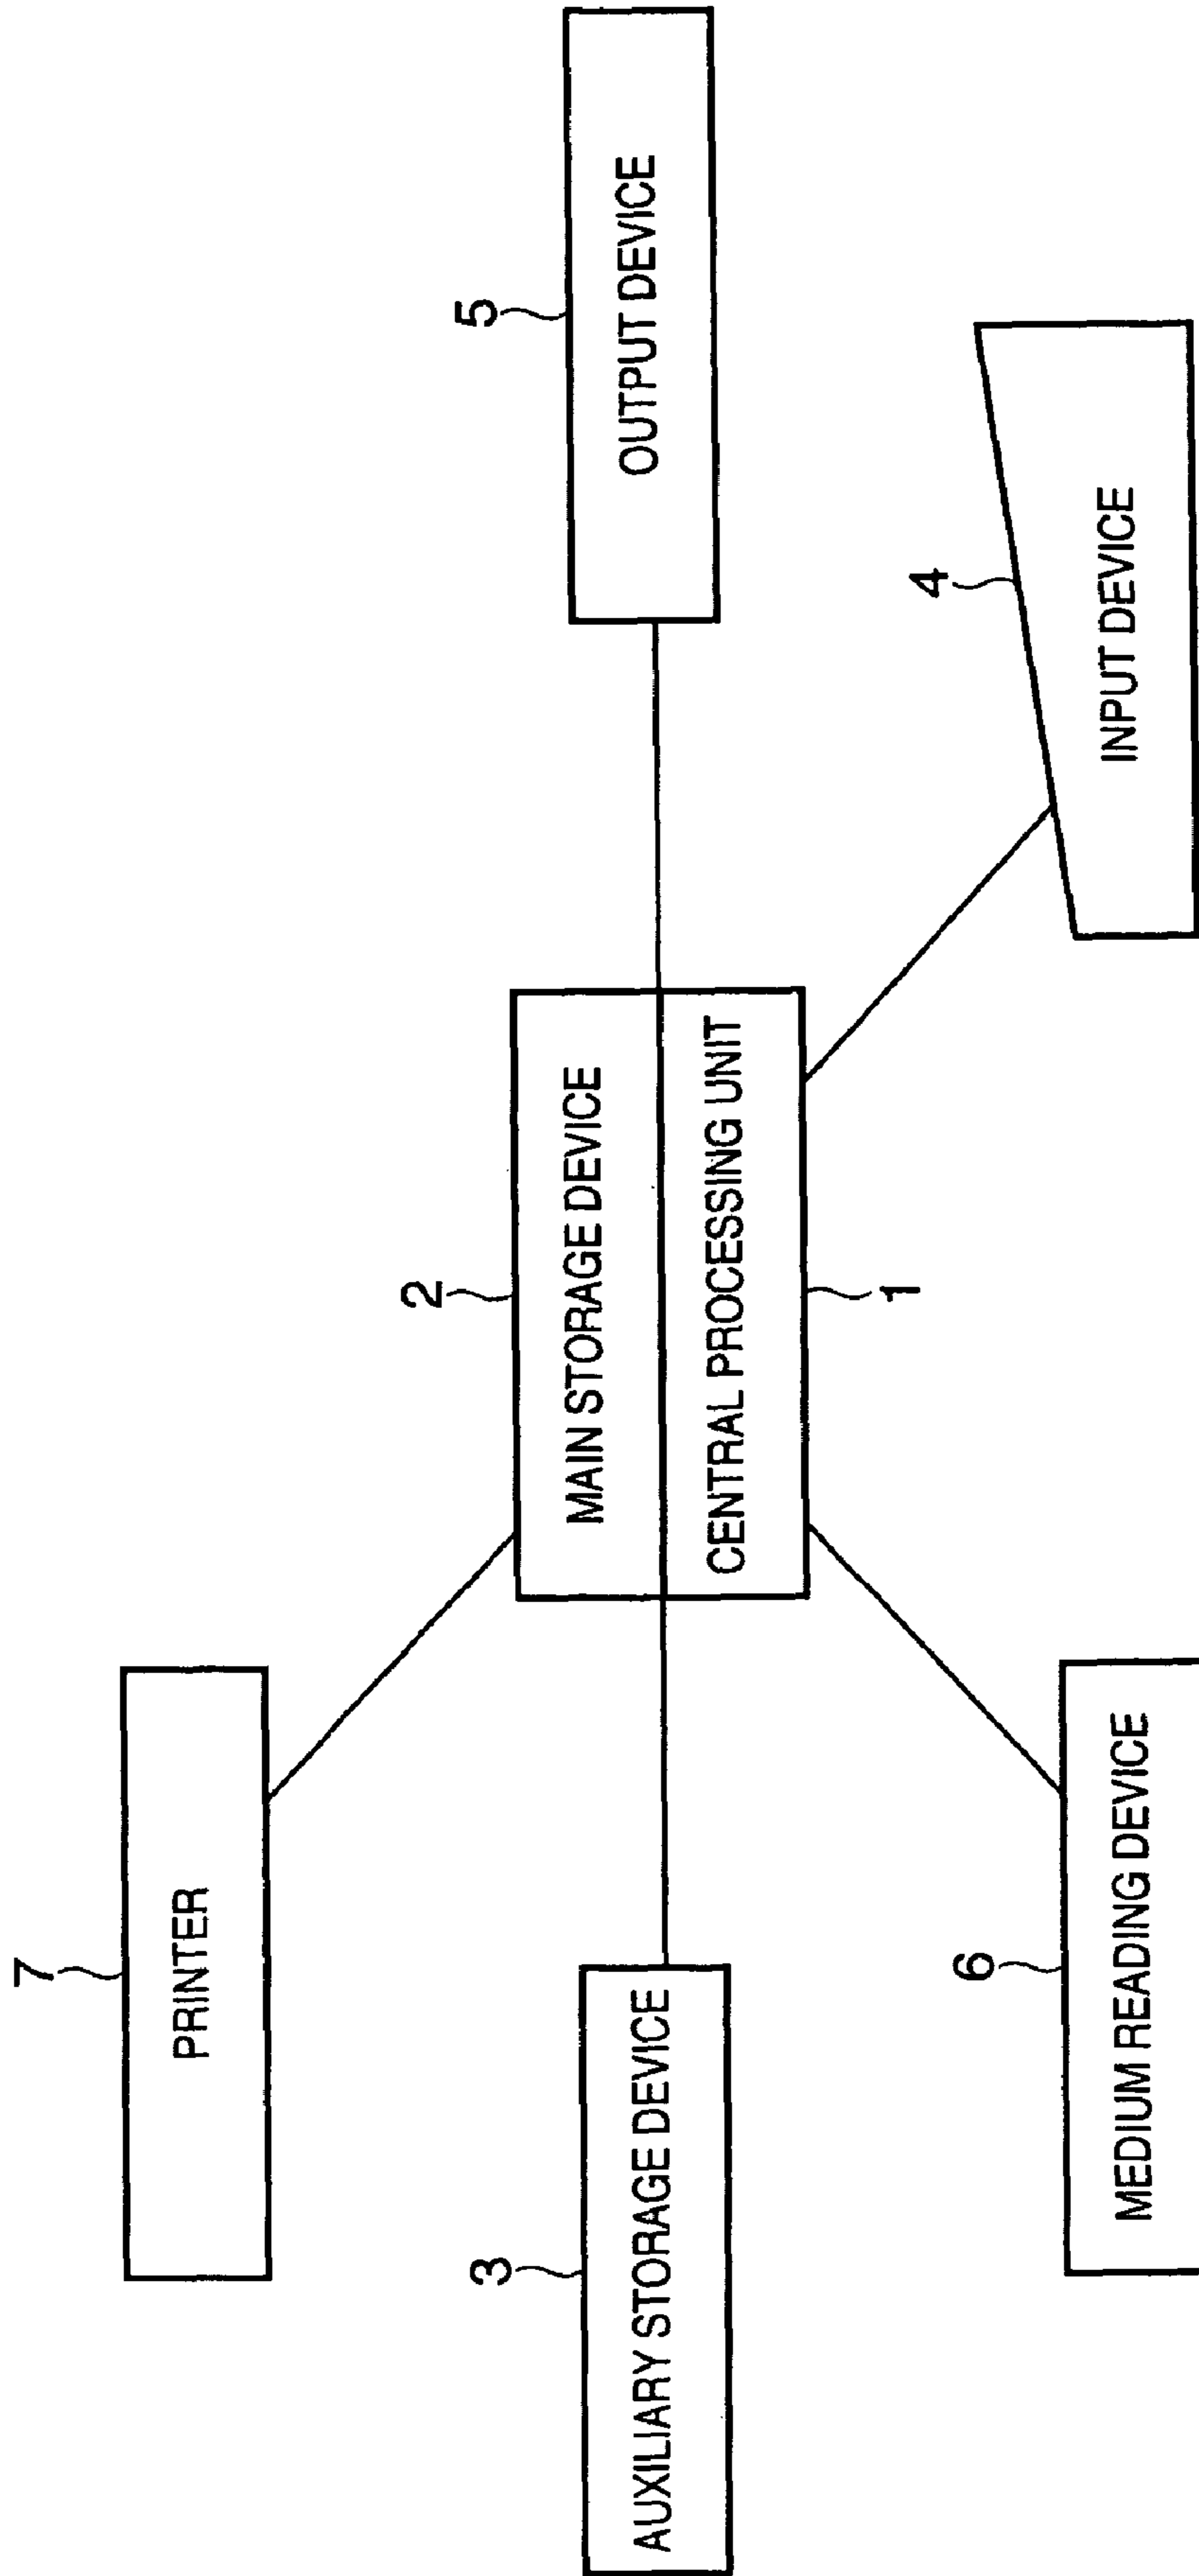 7
PRINTER
2
MAIN STORAGE DEVICE
5
OUTPUT DEVICE
3
AUXILIARY STORAGE DEVICE
CENTRAL PROCESSING UNIT
1
6
MEDIUM READING DEVICE
4
INPUT DEVICE